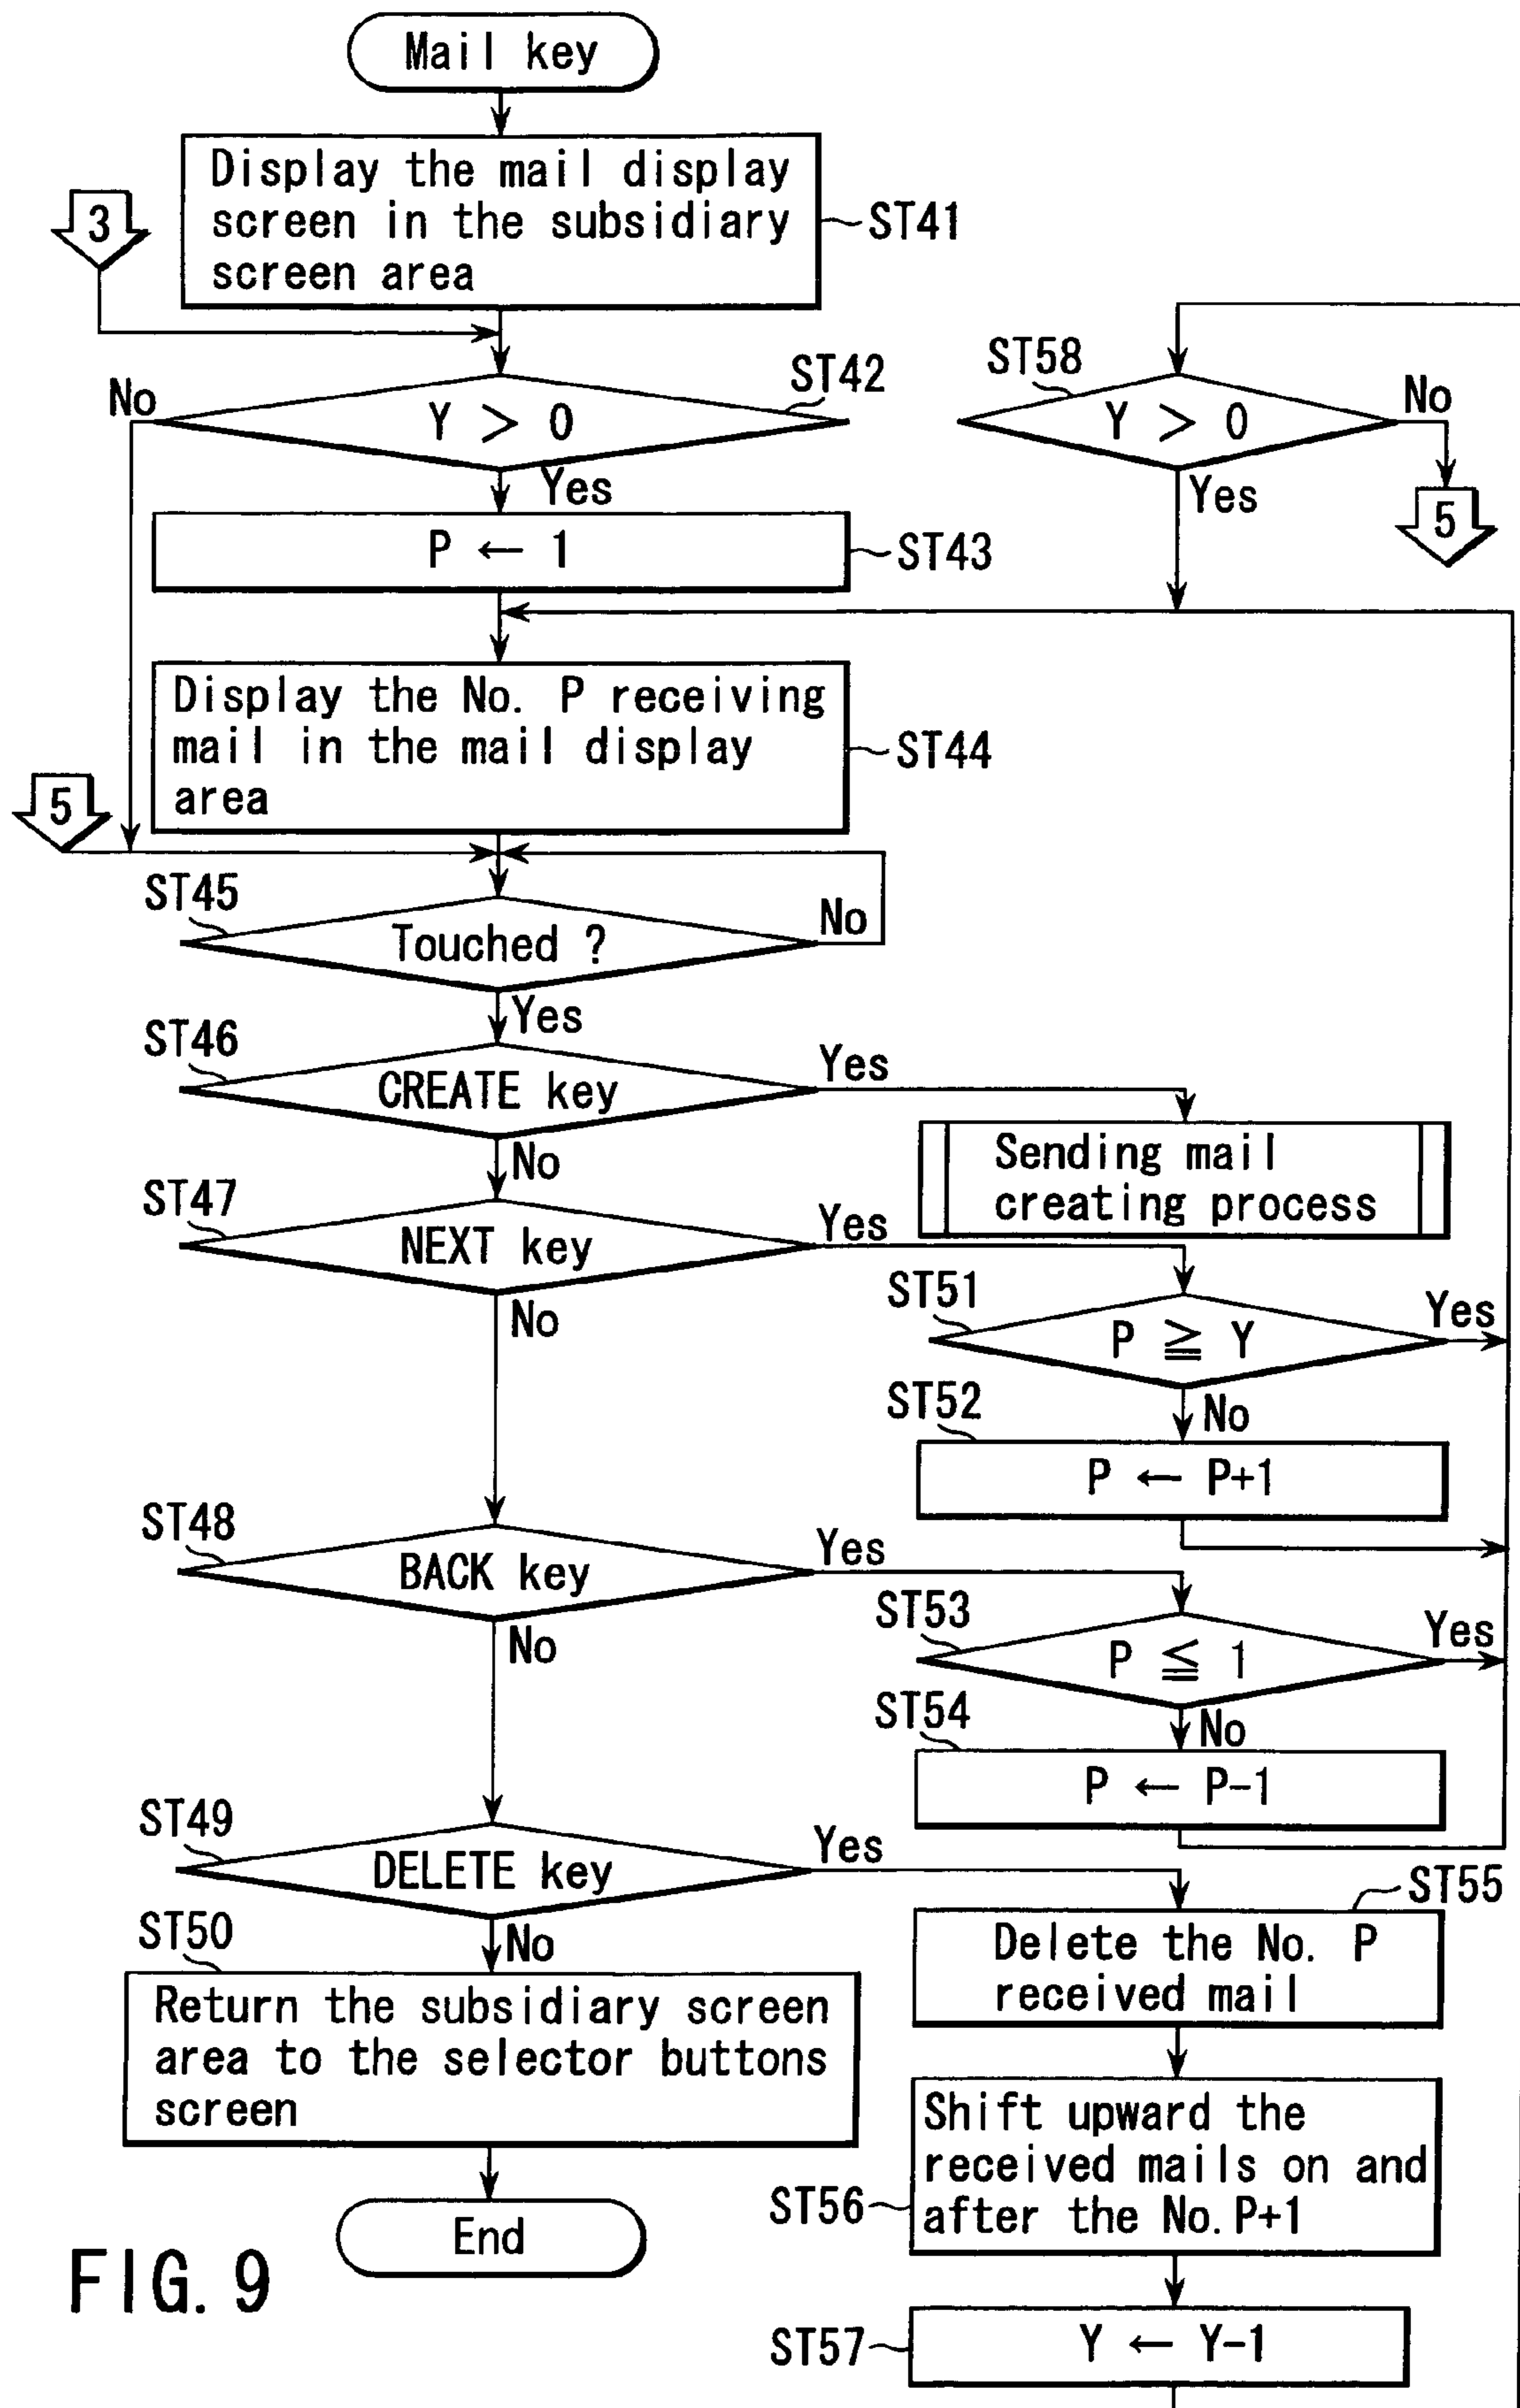 Mail key
Display the mail display
screen in the subsidiary
screen area
ST41
3
ST42
No
Y > 0
Yes
ST58
Y > 0
No
Yes
5
P ← 1
ST43
Display the No. P receiving
mail in the mail display
area
ST44
5
ST45
Touched ?
No
Yes
ST46
CREATE key
Yes
No
Sending mail
creating process
ST47
NEXT key
Yes
No
ST51
P ≧ Y
Yes
No
ST52
P ← P+1
ST48
BACK key
Yes
No
ST53
P ≦ 1
Yes
No
ST54
P ← P-1
ST49
DELETE key
Yes
No
ST55
Delete the No. P
received mail
ST50
Return the subsidiary screen
area to the selector buttons
screen
Shift upward the
received mails on and
after the No.P+1
ST56
End
Y ← Y-1
ST57
FIG. 9